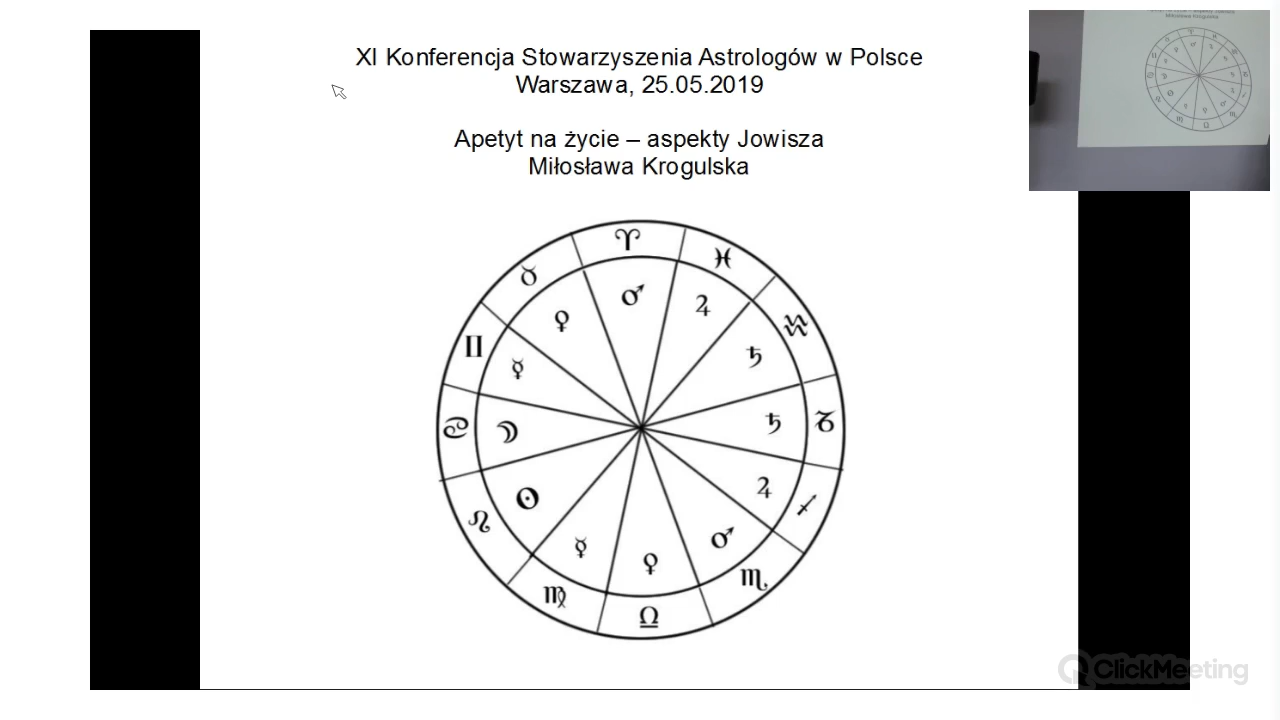 XI Konferencja Stowarzyszenia Astrologów w Polsce
Warszawa, 25.05.2019
Apetyt na życie – aspekty Jowisza
Miłosława Krogulska
ClickMeeting